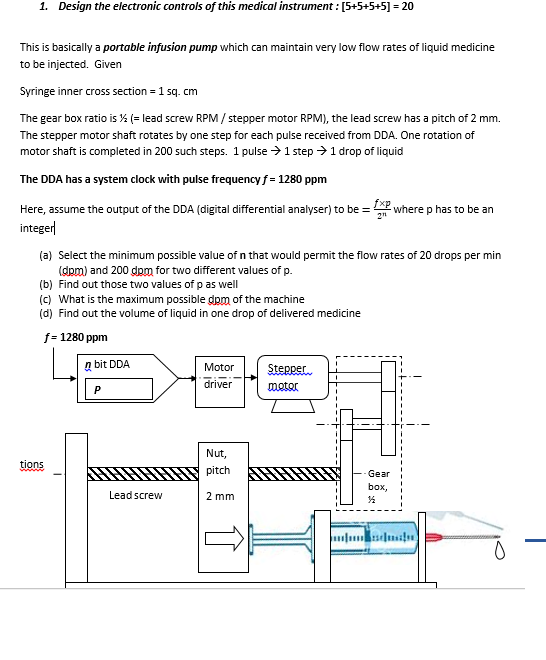 1. Design the electronic controls of this medical instrument : [5+5+5+5] = 20
This is basically a portable infusion pump which can maintain very low flow rates of liquid medicine
to be injected. Given
Syringe inner cross section = 1 sq. cm
The gear box ratio is ½ (= lead screw RPM / stepper motor RPM), the lead screw has a pitch of 2 mm.
The stepper motor shaft rotates by one step for each pulse received from DDA. One rotation of
motor shaft is completed in 200 such steps. 1 pulse → 1 step → 1 drop of liquid
The DDA has a system clock with pulse frequency f = 1280 ppm
Here, assume the output of the DDA (digital differential analyser) to be = f×p/2ⁿ where p has to be an
integer
(a) Select the minimum possible value of n that would permit the flow rates of 20 drops per min
(dpm) and 200 dpm for two different values of p.
(b) Find out those two values of p as well
(c) What is the maximum possible dpm of the machine
(d) Find out the volume of liquid in one drop of delivered medicine
f = 1280 ppm
n bit DDA
P
Motor
driver
Stepper
motor
tions
Nut,
pitch
2 mm
Lead screw
Gear
box,
½